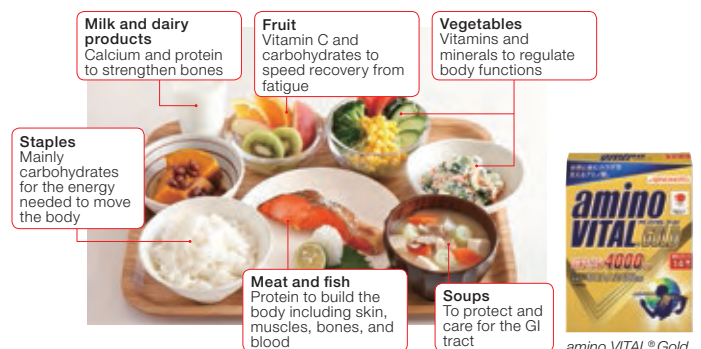 Milk and dairy
products
Calcium and protein
to strengthen bones
Fruit
Vitamin C and
carbohydrates to
speed recovery from
fatigue
Vegetables
Vitamins and
minerals to regulate
body functions
Staples
Mainly
carbohydrates
for the energy
needed to move
the body
Meat and fish
Protein to build the
body including skin,
muscles, bones, and
blood
Soups
To protect and
care for the GI
tract
amino
VITAL® GOLD
4000
amino VITAL® Gold